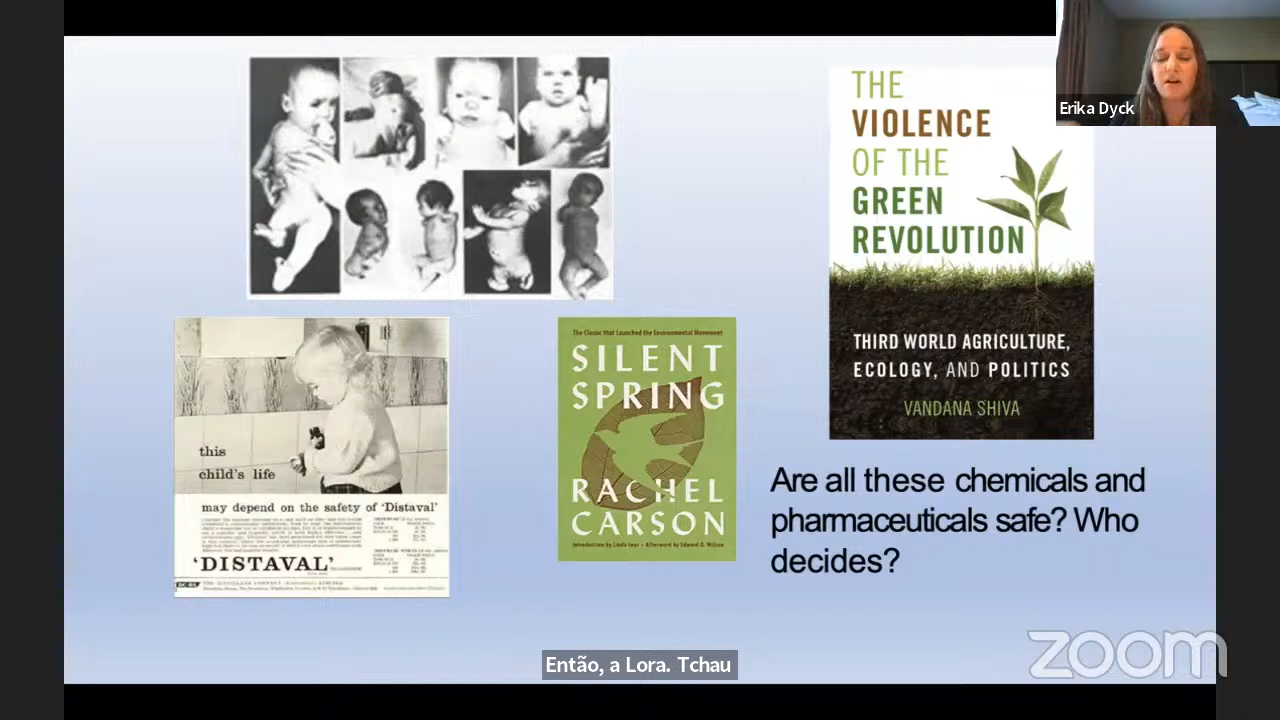 Erika Dyck
THE
VIOLENCE
OF THE
GREEN
REVOLUTION
THIRD WORLD AGRICULTURE,
ECOLOGY, AND POLITICS
VANDANA SHIVA
this
child's life
may depend on the safety of 'Distaval'
'DISTAVAL'
The Classic that Launched the Environmental Movement
SILENT
SPRING
RACHEL
CARSON
Introduction by Linda Lear • Afterword by Edward O. Wilson
Are all these chemicals and
pharmaceuticals safe? Who
decides?
Então, a Lora. Tchau
zoom